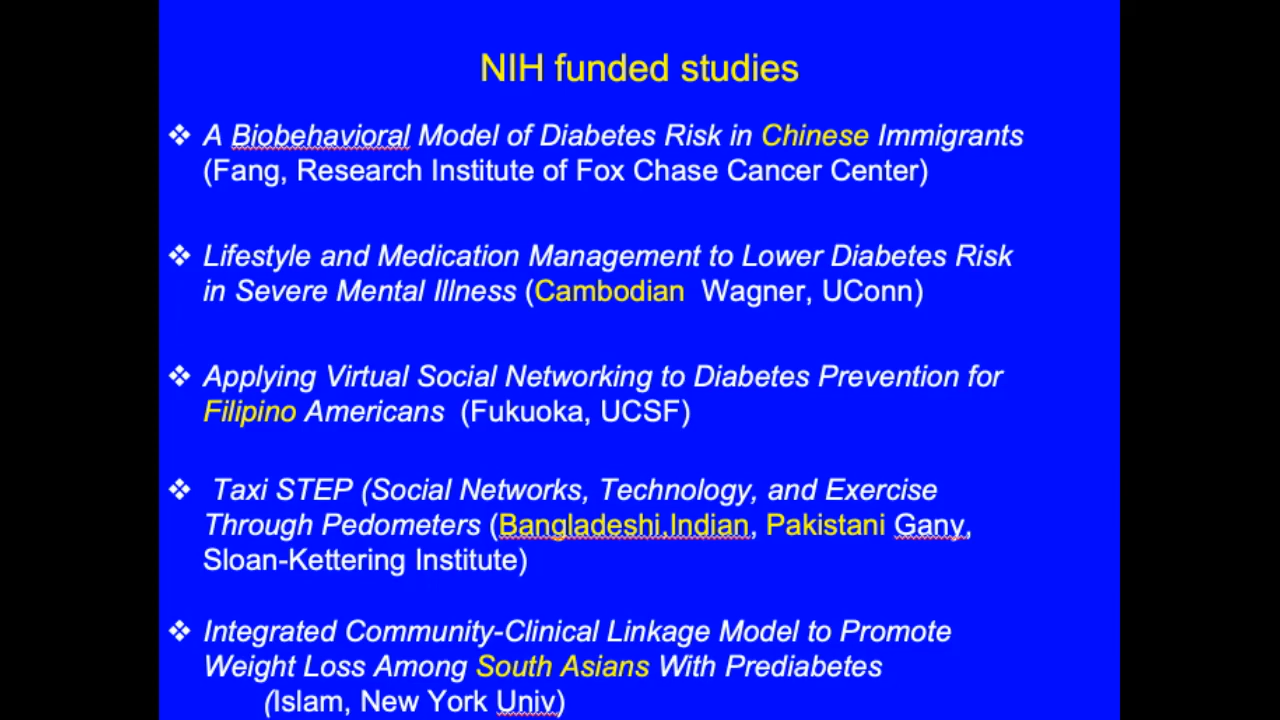 NIH funded studies
❖ A Biobehavioral Model of Diabetes Risk in Chinese Immigrants
(Fang, Research Institute of Fox Chase Cancer Center)
❖ Lifestyle and Medication Management to Lower Diabetes Risk
in Severe Mental Illness (Cambodian Wagner, UConn)
❖ Applying Virtual Social Networking to Diabetes Prevention for
Filipino Americans (Fukuoka, UCSF)
❖ Taxi STEP (Social Networks, Technology, and Exercise
Through Pedometers (Bangladeshi,Indian, Pakistani Gany,
Sloan-Kettering Institute)
❖ Integrated Community-Clinical Linkage Model to Promote
Weight Loss Among South Asians With Prediabetes
(Islam, New York Univ)